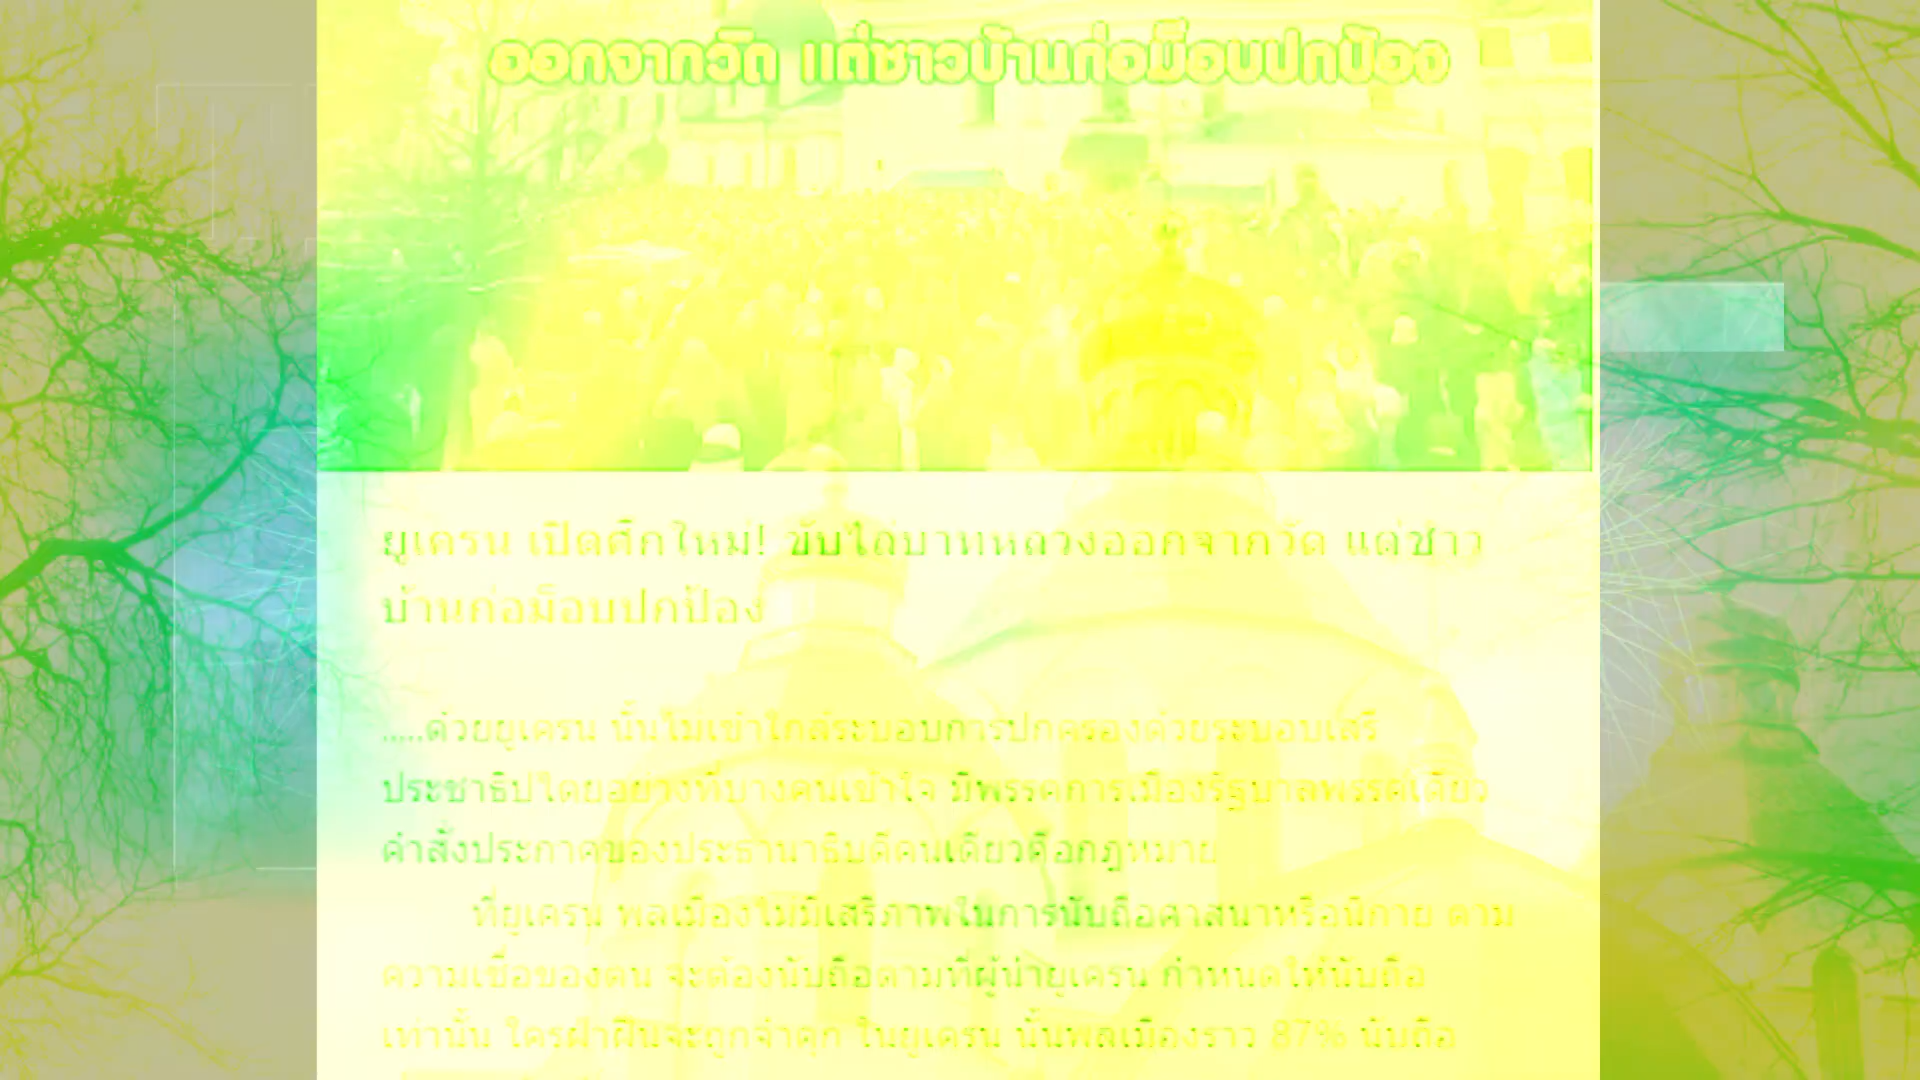 ออกจากวัด แต่ชาวบ้านก่อม็อบปกป้อง
ยูเครน เปิดศึกใหม่! ขับไล่บาทหลวงออกจากวัด แต่ชาว
บ้านก่อม็อบปกป้อง
.....ด้วยยูเครน นั้นไม่เข้าใกล้ระบอบการปกครองด้วยระบอบเสรี
ประชาธิปไตยอย่างที่บางคนเข้าใจ มีพรรคการเมืองรัฐบาลพรรคเดียว
คำสั่งประกาศของประธานาธิบดีคนเดียวคือกฎหมาย
ที่ยูเครน พลเมืองไม่มีเสรีภาพในการนับถือศาสนาหรือนิกาย ตาม
ความเชื่อของตน จะต้องนับถือตามที่ผู้นำยูเครน กำหนดให้นับถือ
เท่านั้น ใครฝ่าฝืนจะถูกจำคุก ในยูเครน นั้นพลเมืองราว 87% นับถือ